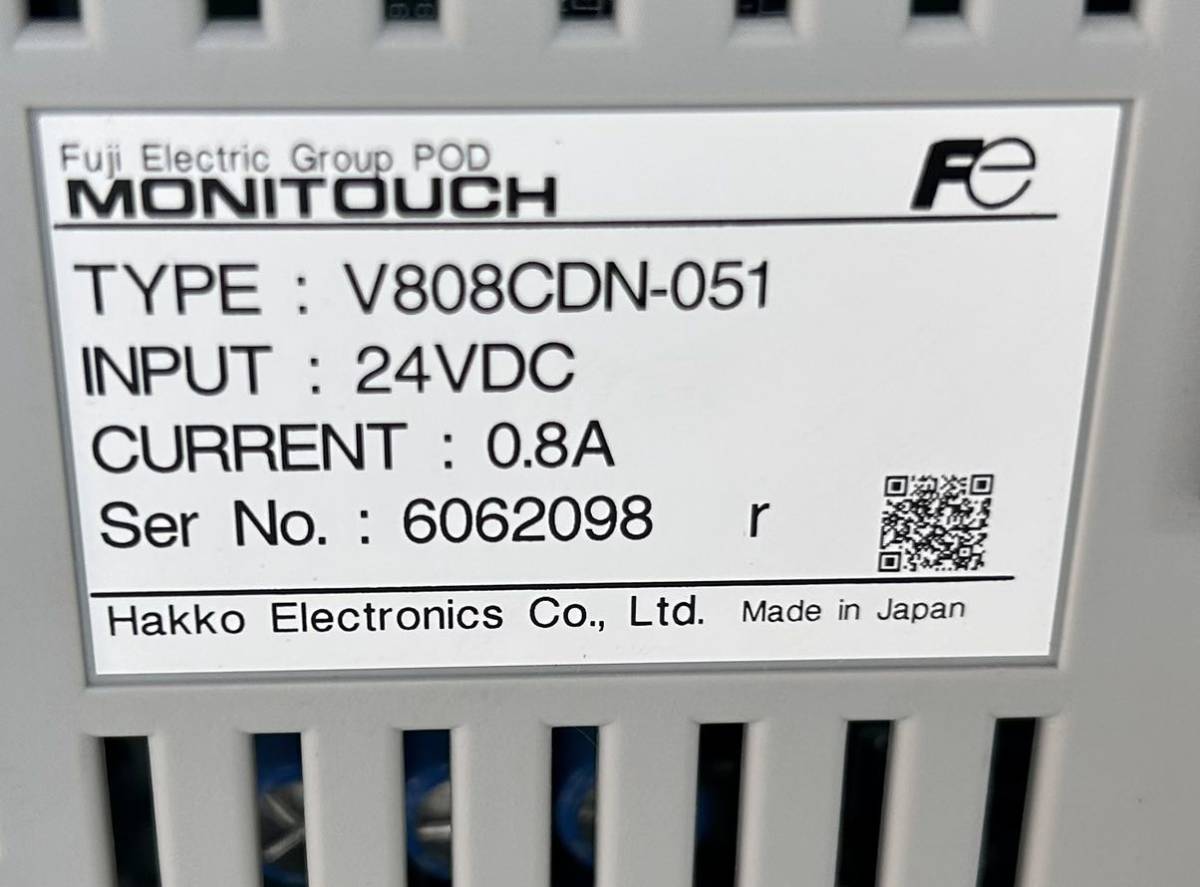 Fuji Electric Group POD
MONITOUCH
Fe
TYPE : V808CDN-051
INPUT : 24VDC
CURRENT : 0.8A
Ser No. : 6062098 r
Hakko Electronics Co., Ltd. Made in Japan